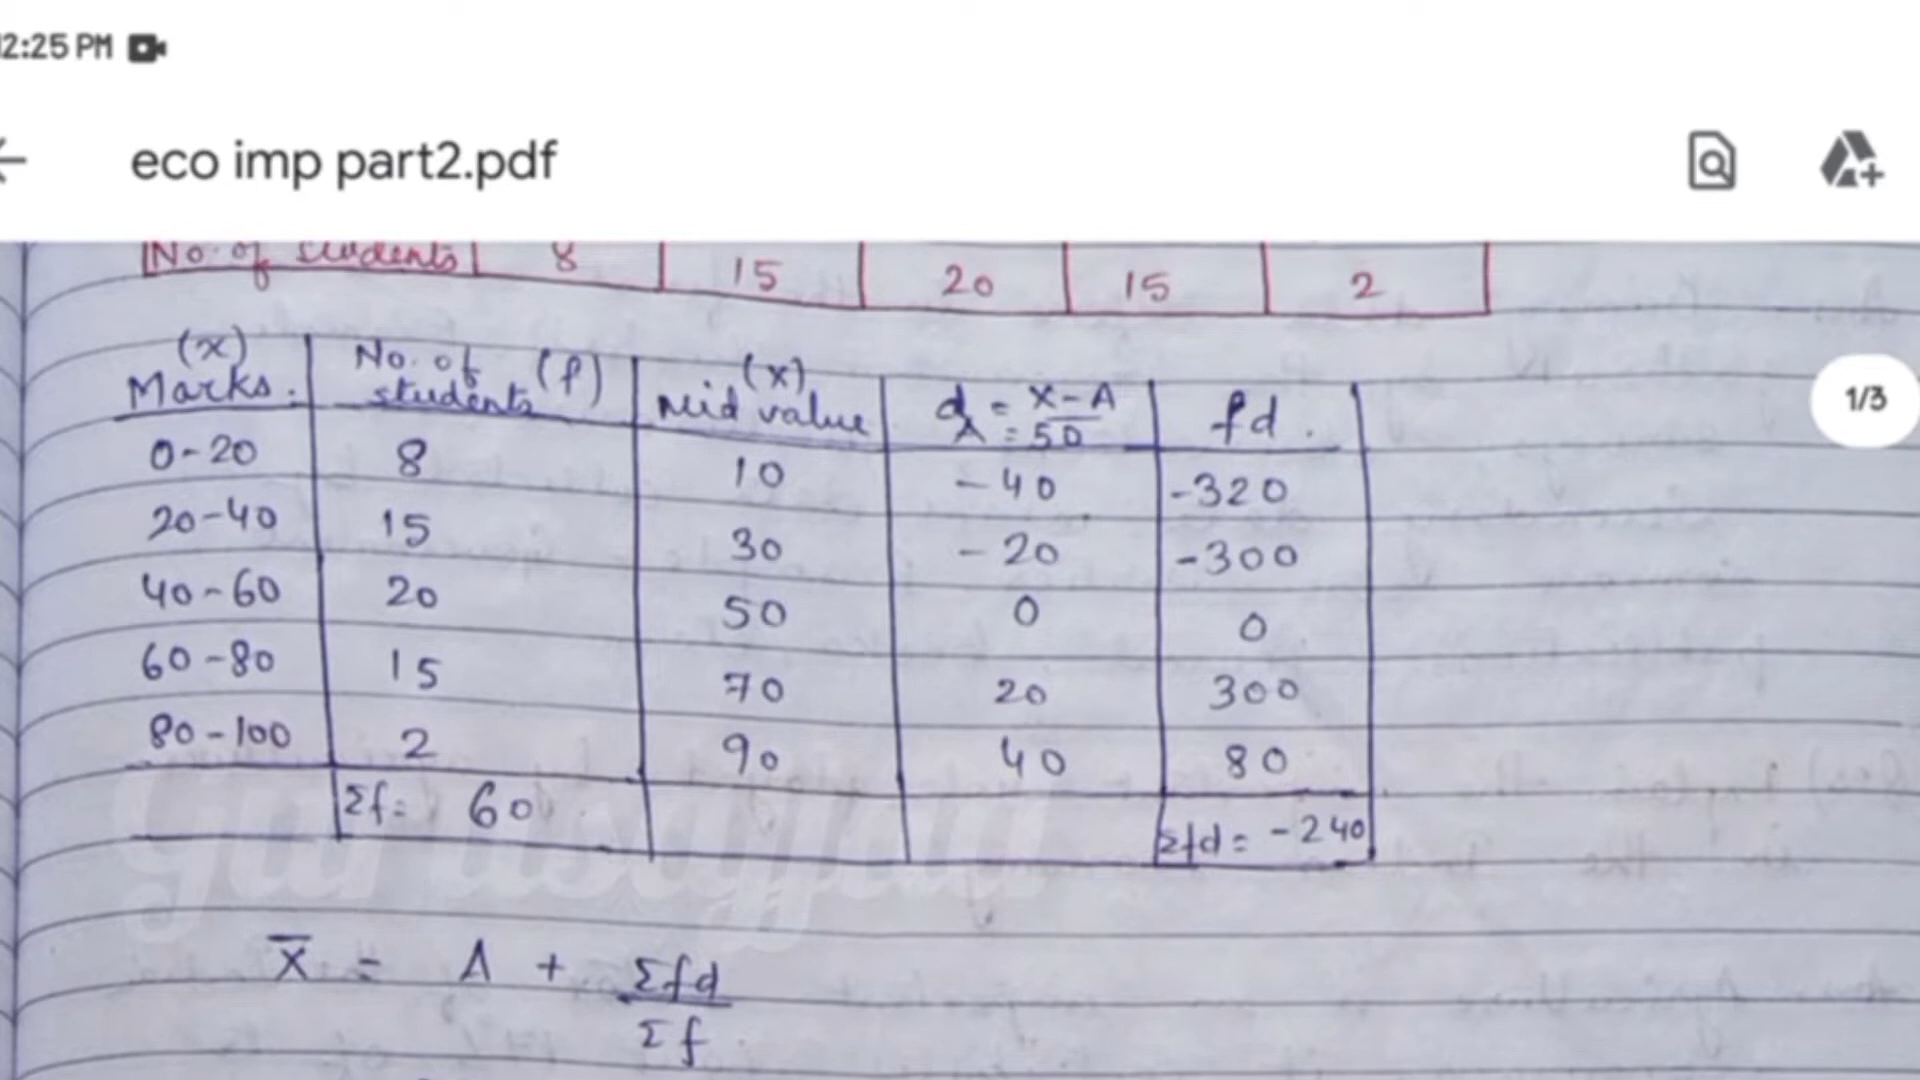 12:25 PM
eco imp part2.pdf
No. of students 8 15 20 15 2
(x) Marks. No. of students (f) (x) Mid value d = x - A A = 50 fd.
0-20 8 10 -40 -320
20-40 15 30 -20 -300
40-60 20 50 0 0
60-80 15 70 20 300
80-100 2 90 40 80
Σf = 60 Σfd = -240
1/3
X̄ = A + Σfd
Σf